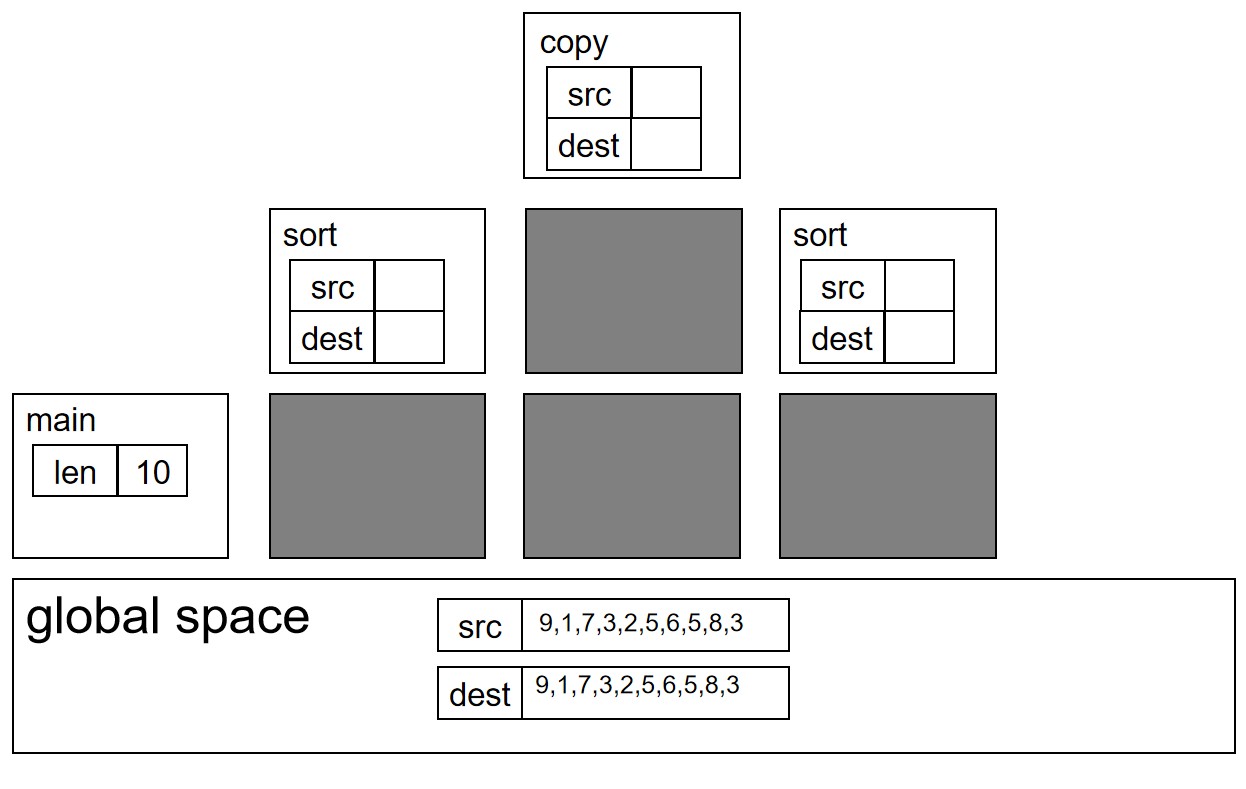 copy
src
dest
sort
src
dest
sort
src
dest
main
len 10
global space
src 9,1,7,3,2,5,6,5,8,3
dest 9,1,7,3,2,5,6,5,8,3